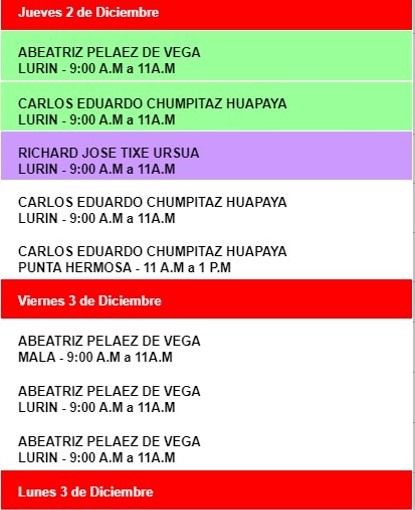 Jueves 2 de Diciembre
ABEATRIZ PELAEZ DE VEGA
LURIN - 9:00 A.M a 11A.M
CARLOS EDUARDO CHUMPITAZ HUAPAYA
LURIN - 9:00 A.M a 11A.M
RICHARD JOSE TIXE URSUA
LURIN - 9:00 A.M a 11A.M
CARLOS EDUARDO CHUMPITAZ HUAPAYA
LURIN - 9:00 A.M a 11A.M
CARLOS EDUARDO CHUMPITAZ HUAPAYA
PUNTA HERMOSA - 11 A.M a 1 P.M
Viernes 3 de Diciembre
ABEATRIZ PELAEZ DE VEGA
MALA - 9:00 A.M a 11A.M
ABEATRIZ PELAEZ DE VEGA
LURIN - 9:00 A.M a 11A.M
ABEATRIZ PELAEZ DE VEGA
LURIN - 9:00 A.M a 11A.M
Lunes 3 de Diciembre